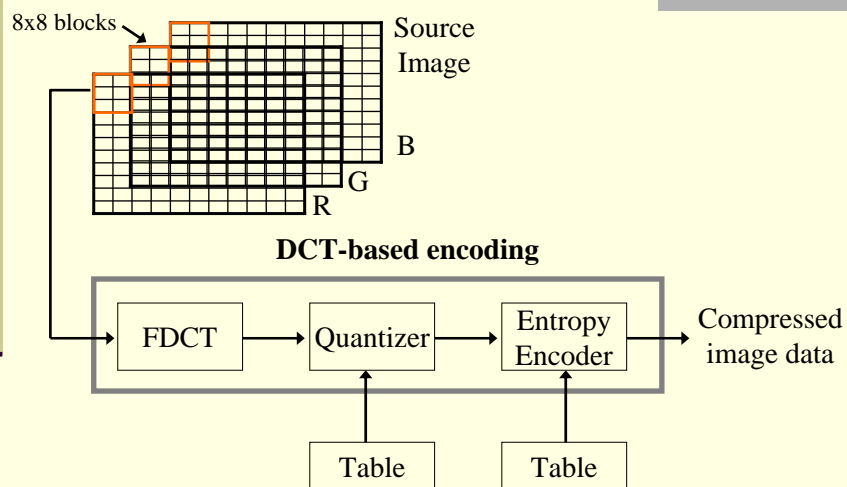 8x8 blocks
Source
Image
B
G
R
DCT-based encoding
FDCT
Quantizer
Entropy
Encoder
Compressed
image data
Table
Table